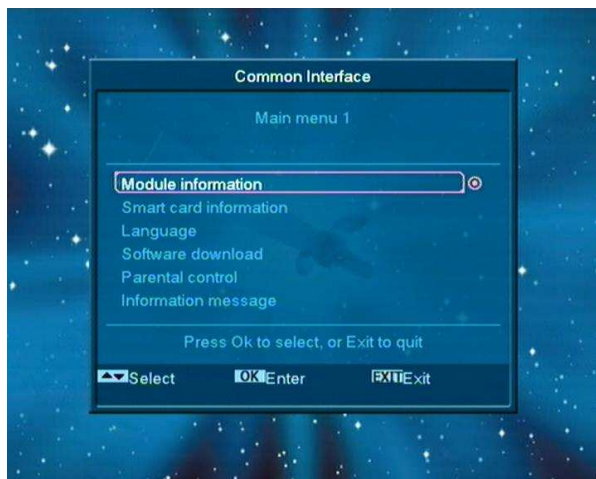 Common Interface
Main menu 1
Module information
Smart card information
Language
Software download
Parental control
Information message
Press Ok to select, or Exit to quit
Select OK Enter EXIT Exit